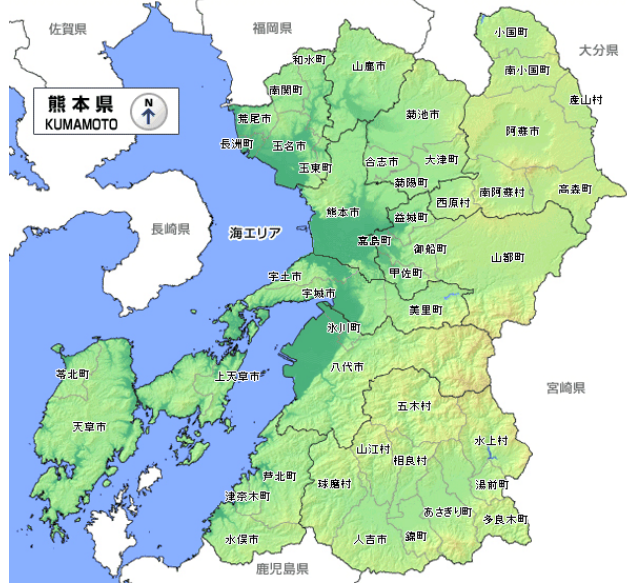 佐賀県
福岡県
小国町
大分県
和水町
山鹿市
南小国町
南関町
産山村
熊本県
KUMAMOTO
N
荒尾市
菊池市
阿蘇市
長洲町
玉名市
玉東町
合志市
大津町
菊陽町
南阿蘇村
高森町
西原村
熊本市
益城町
長崎県
海エリア
嘉島町
御船町
山都町
甲佐町
宇土市
宇城市
美里町
氷川町
八代市
苓北町
上天草市
宮崎県
五木村
天草市
水上村
山江村
相良村
芦北町
球磨村
湯前町
津奈木町
あさぎり町
多良木町
水俣市
人吉市
錦町
鹿児島県